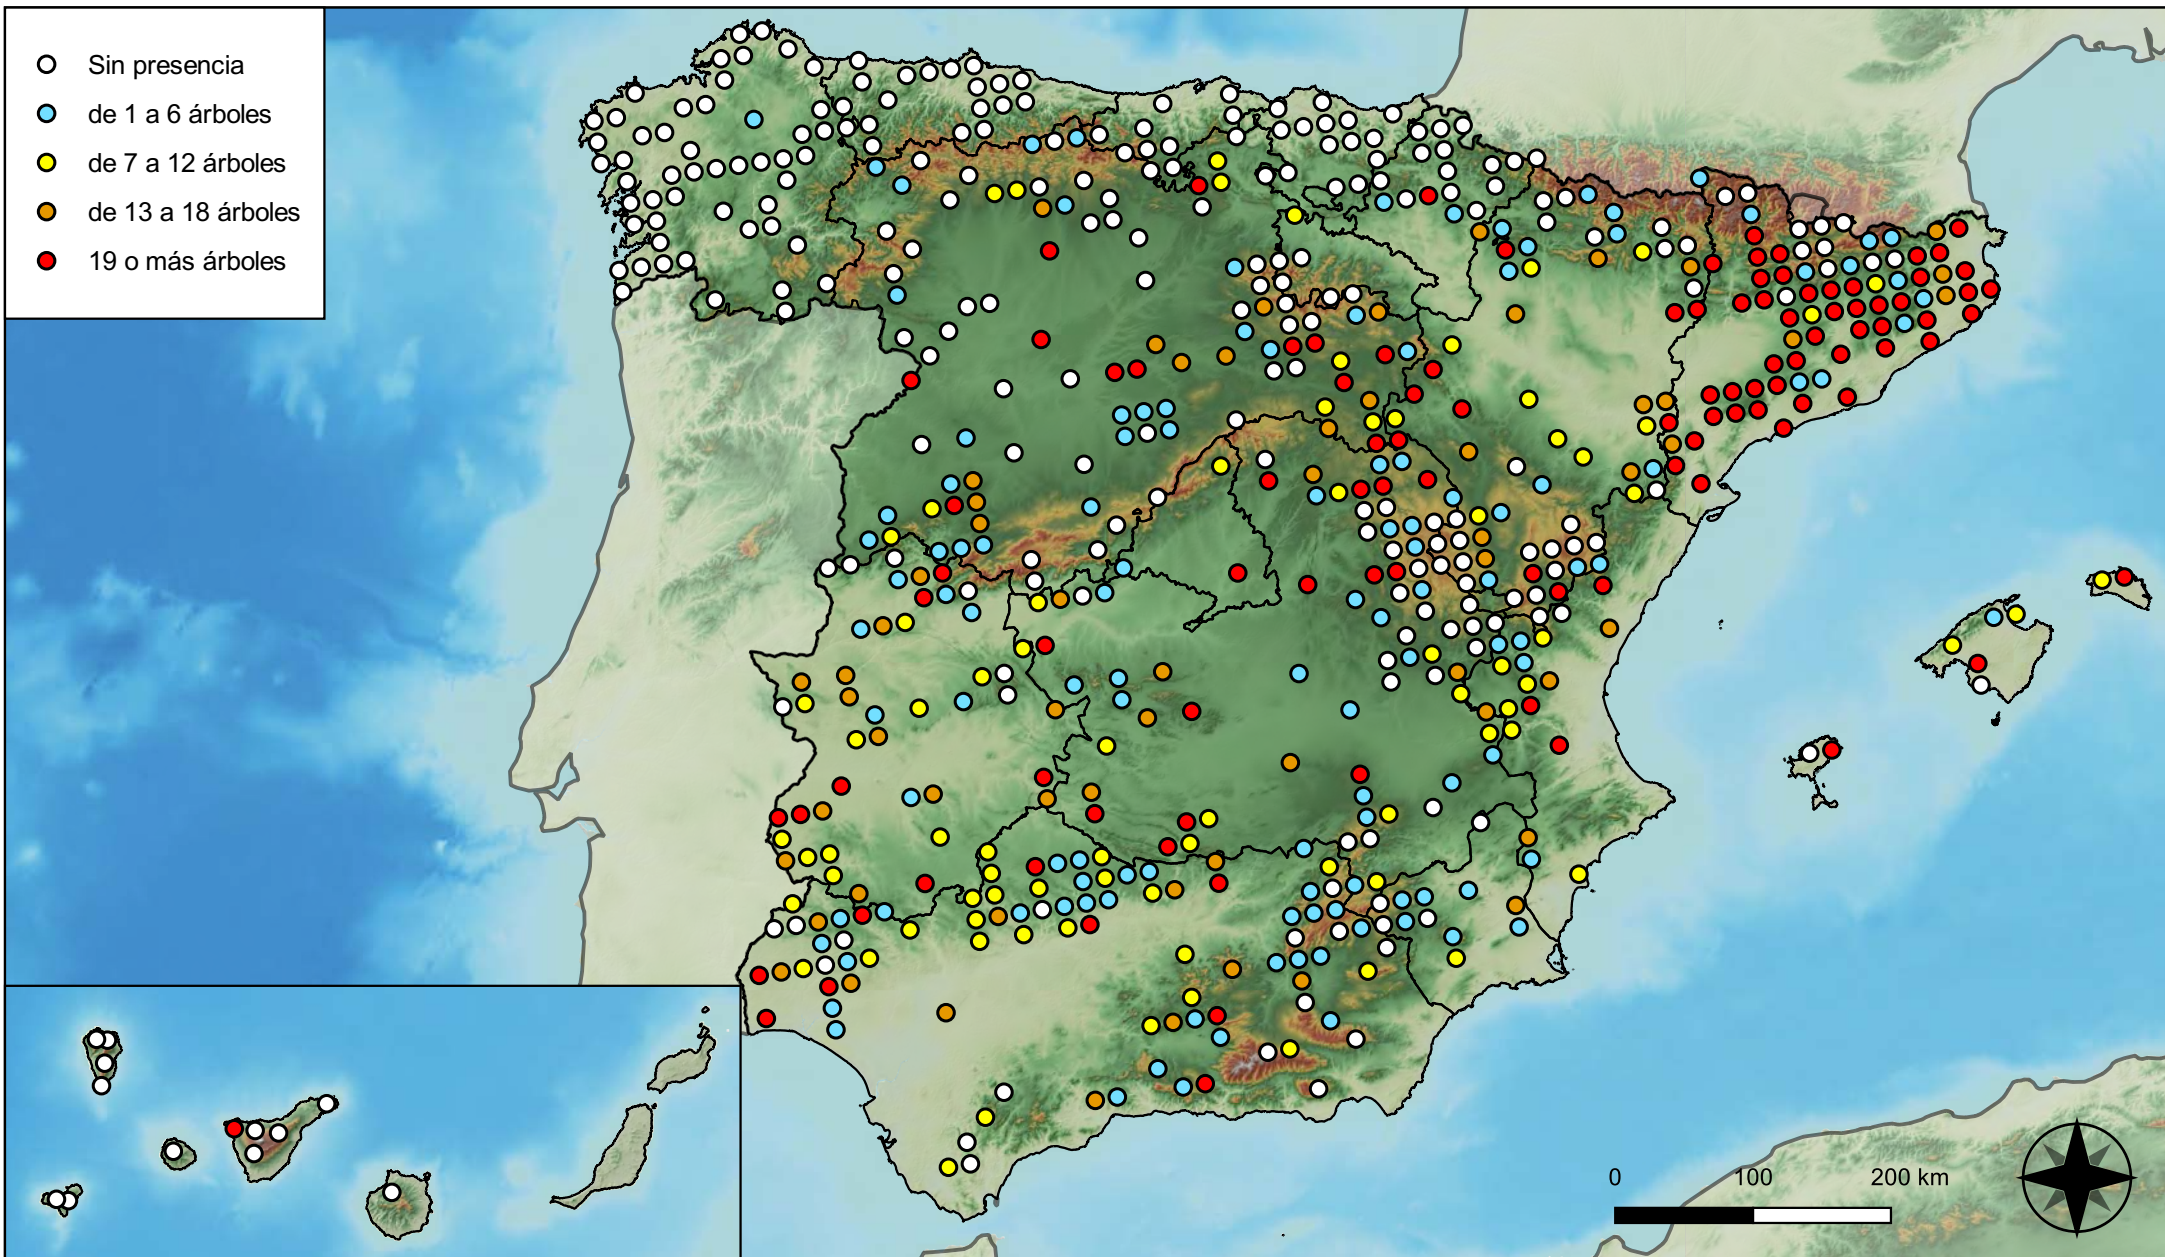 Sin presencia
de 1 a 6 árboles
de 7 a 12 árboles
de 13 a 18 árboles
19 o más árboles
0 100 200 km